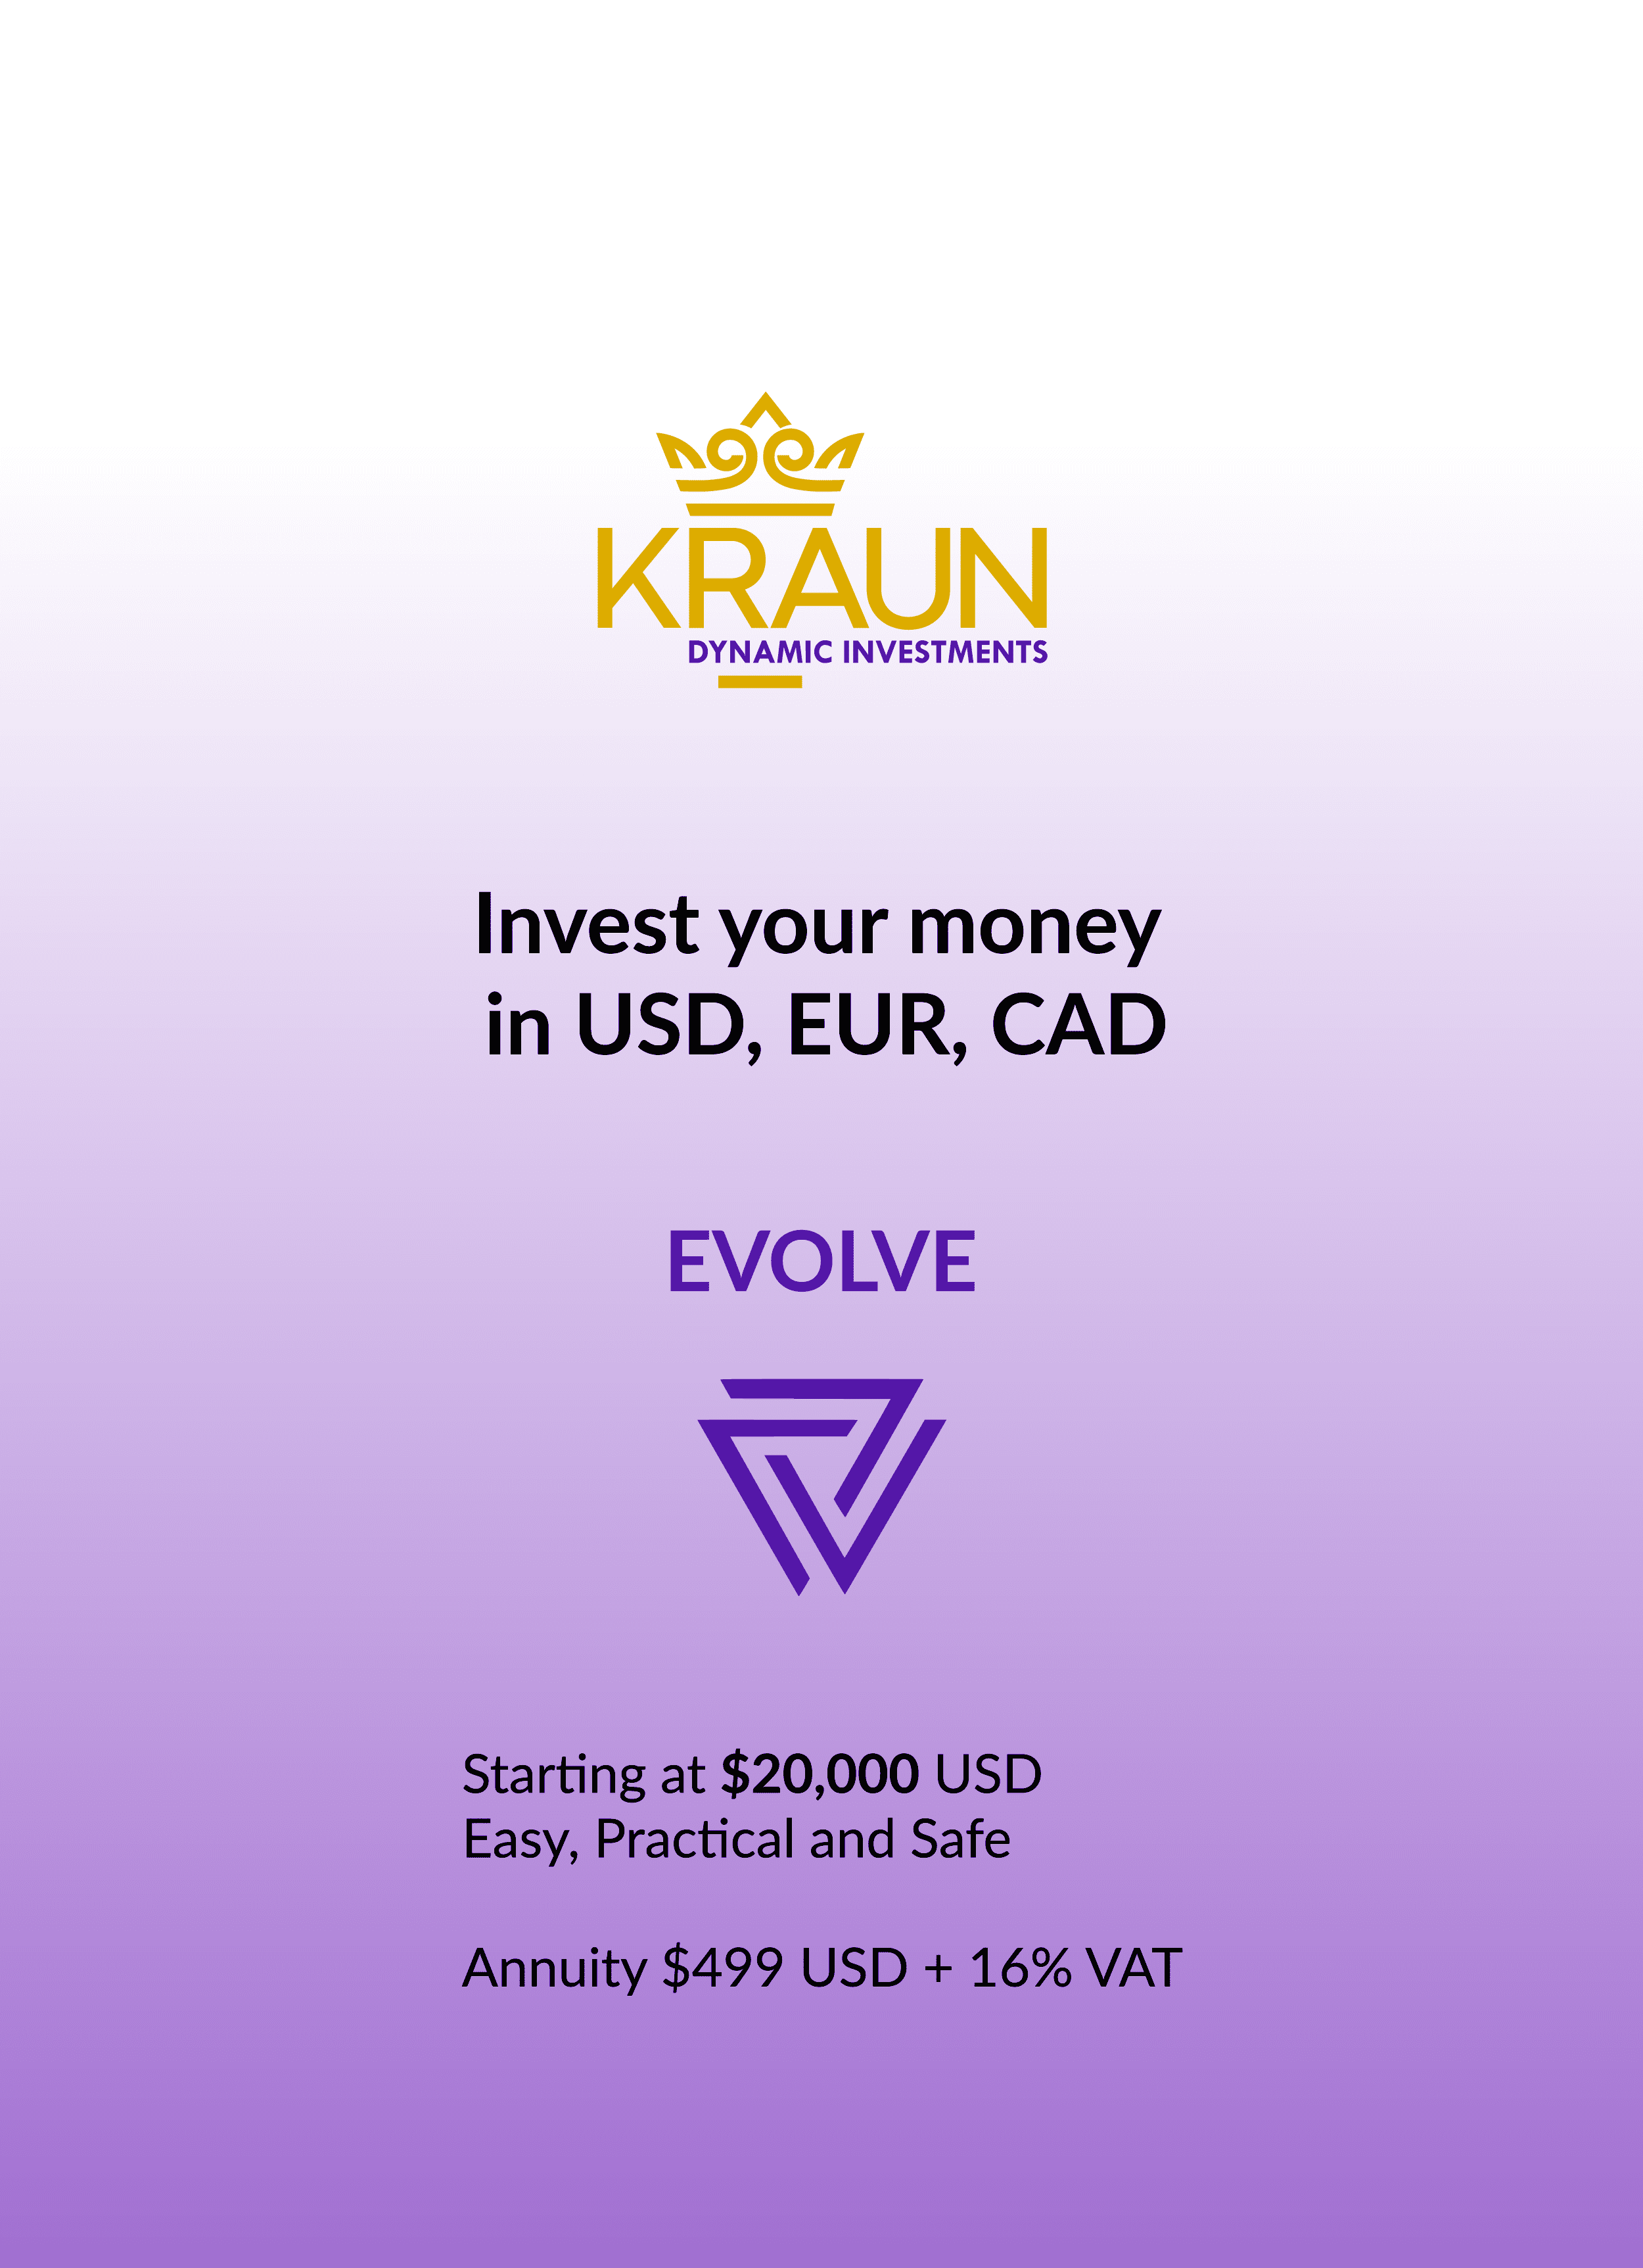 KRAUN
DYNAMIC INVESTMENTS
Invest your money
in USD, EUR, CAD
EVOLVE
Starting at $20,000 USD
Easy, Practical and Safe
Annuity $499 USD + 16% VAT